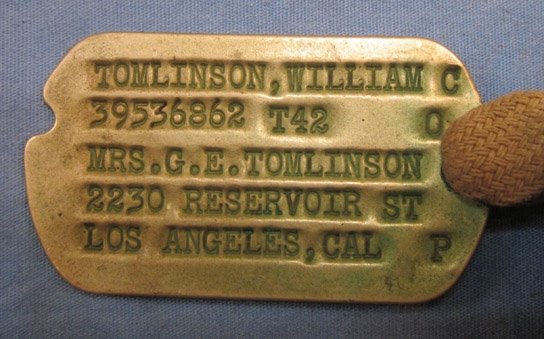 TOMLINSON,WILLIAM C
39536862 T42 O
MRS.G.E.TOMLINSON
2230 RESERVOIR ST
LOS ANGELES,CAL P